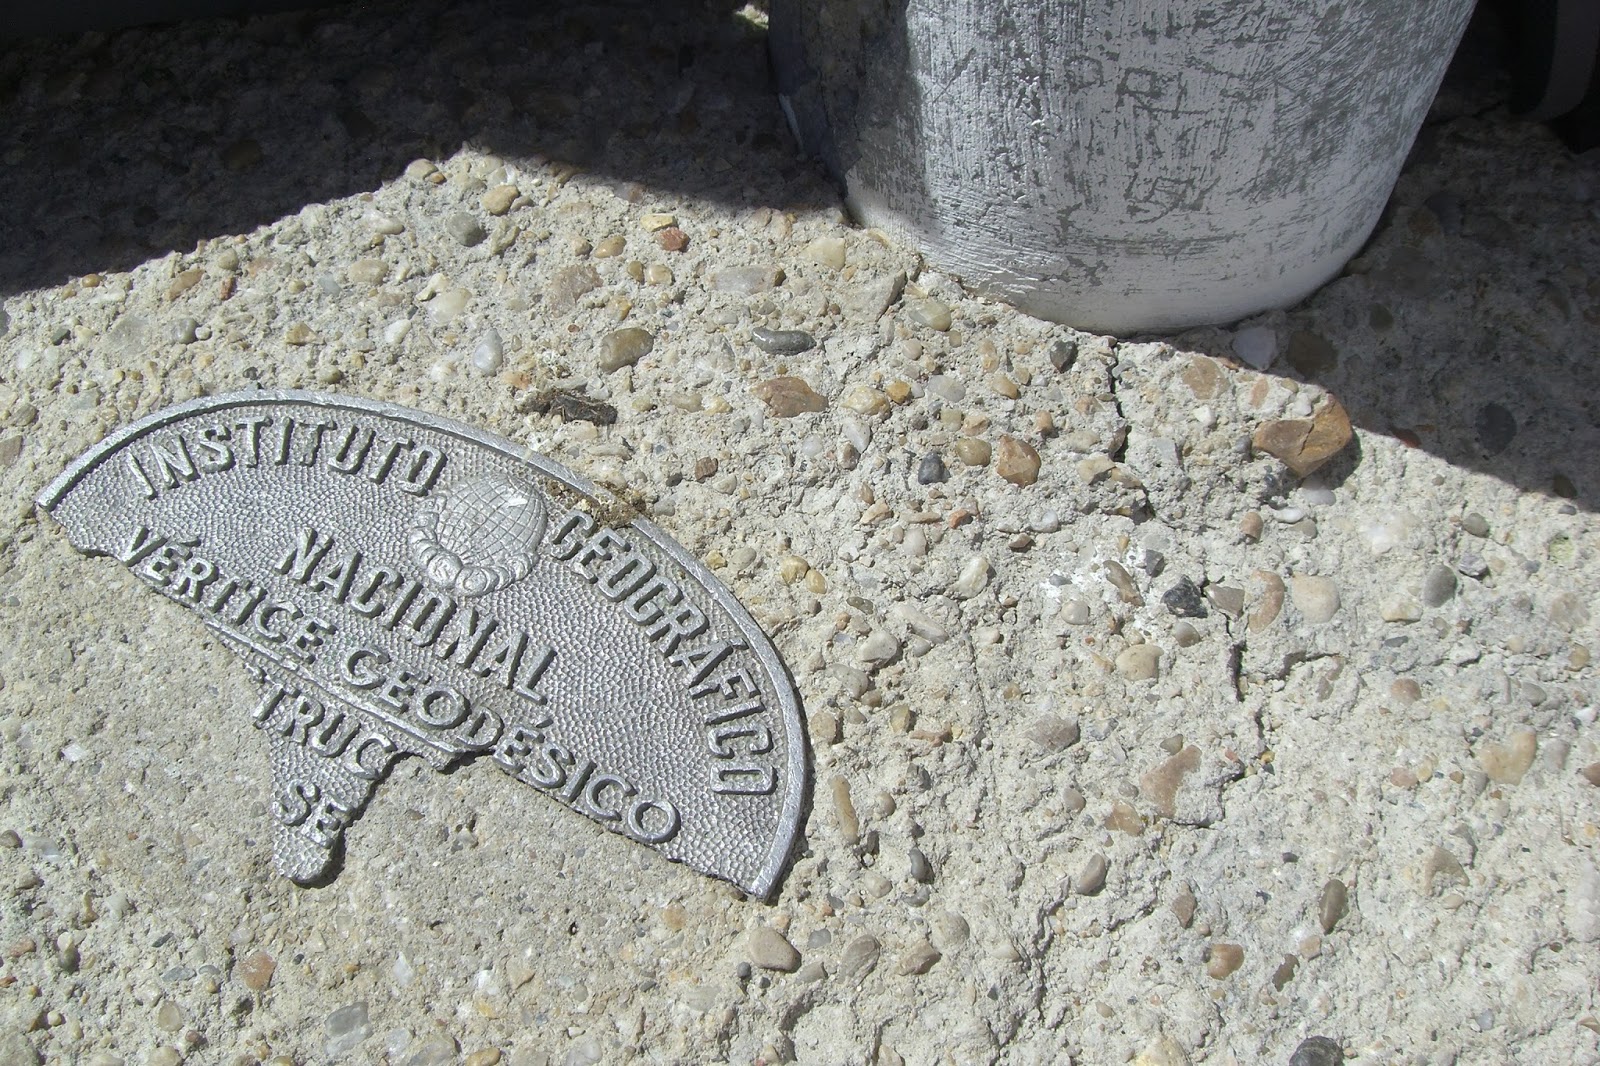 INSTITUTO GEOGRÁFICO
NACIONAL
VÉRTICE GEODÉSICO
TRUC
SE